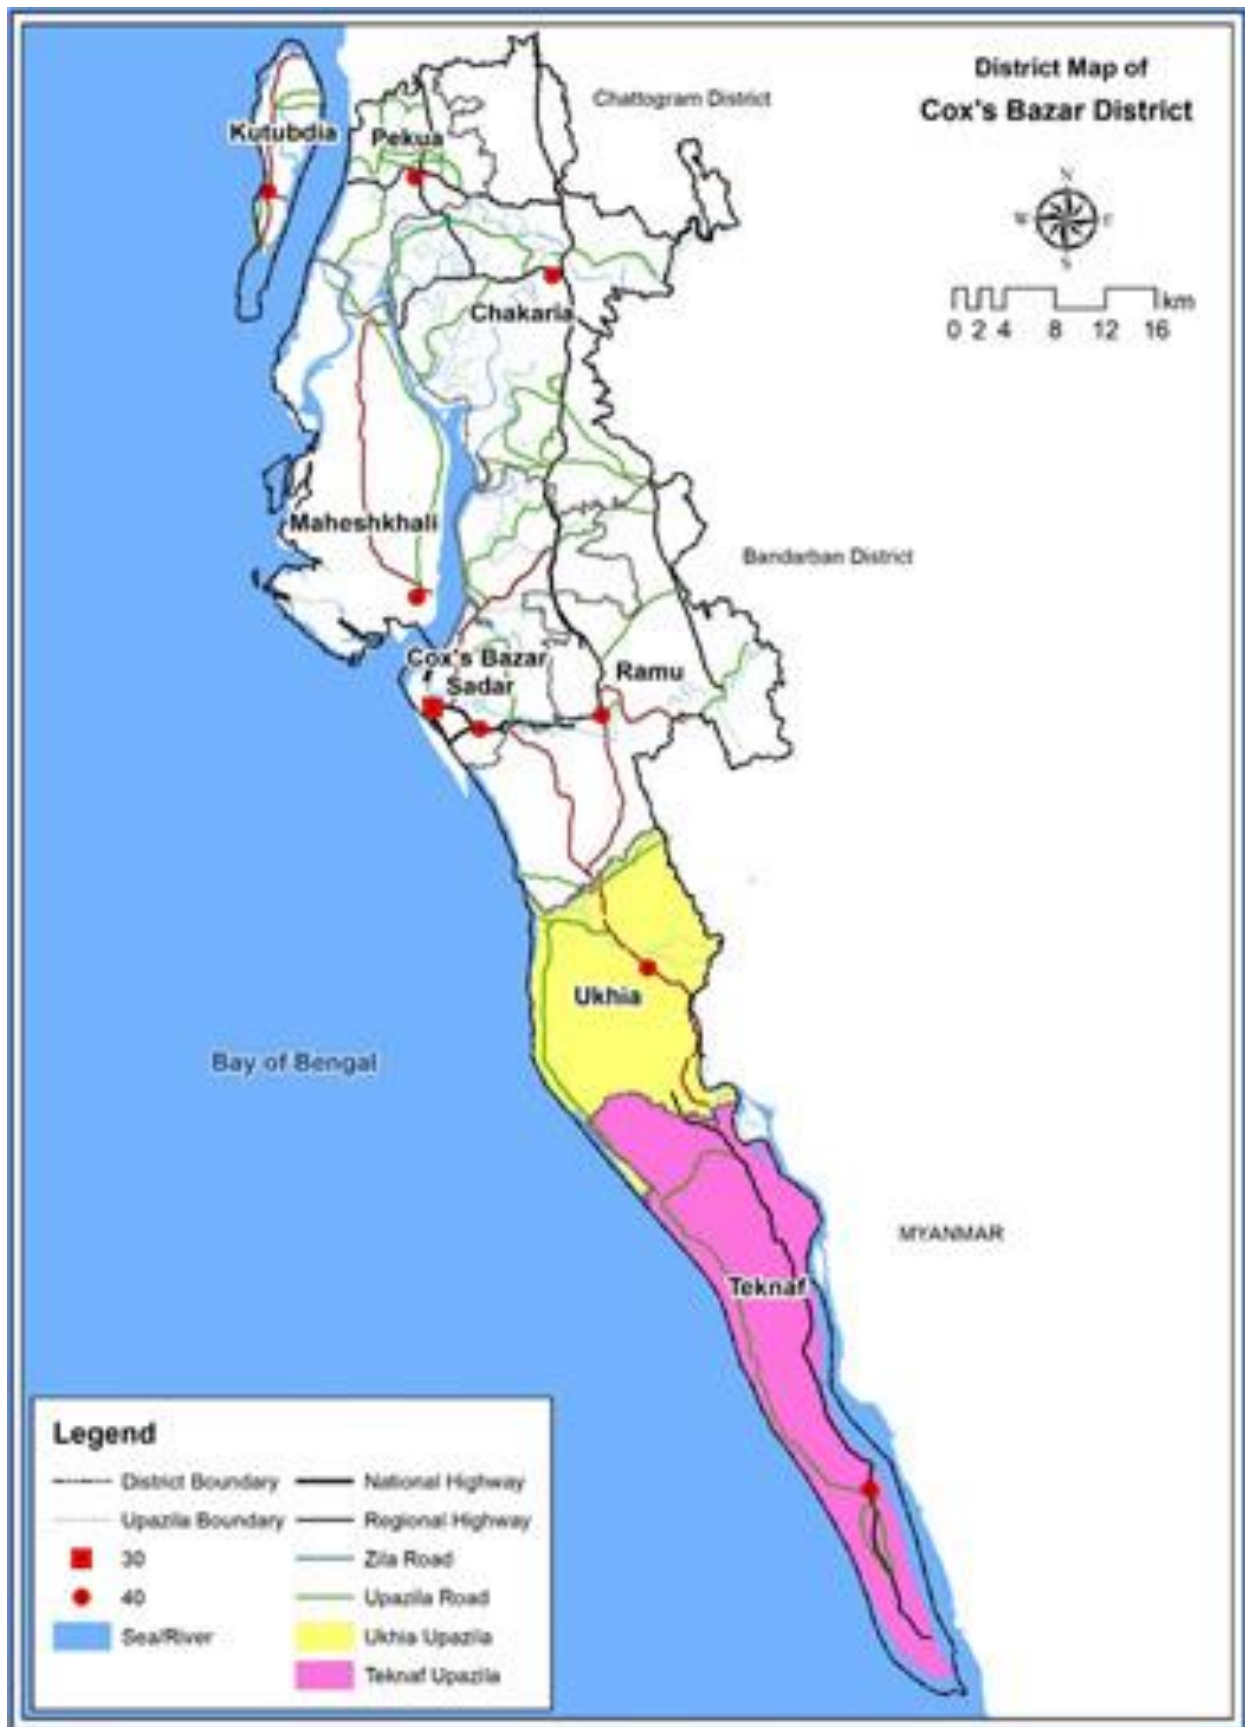 District Map of
Cox's Bazar District
Chattogram District
Kutubdia
Pekua
N
W E
S
km
0 2 4 8 12 16
Chakaria
Maheshkhali
Bandarban District
Cox's Bazar
Sadar
Ramu
Ukhia
Bay of Bengal
MYANMAR
Teknaf
Legend
District Boundary
National Highway
Upazila Boundary
Regional Highway
30
Zila Road
40
Upazila Road
Sea/River
Ukhia Upazila
Teknaf Upazila